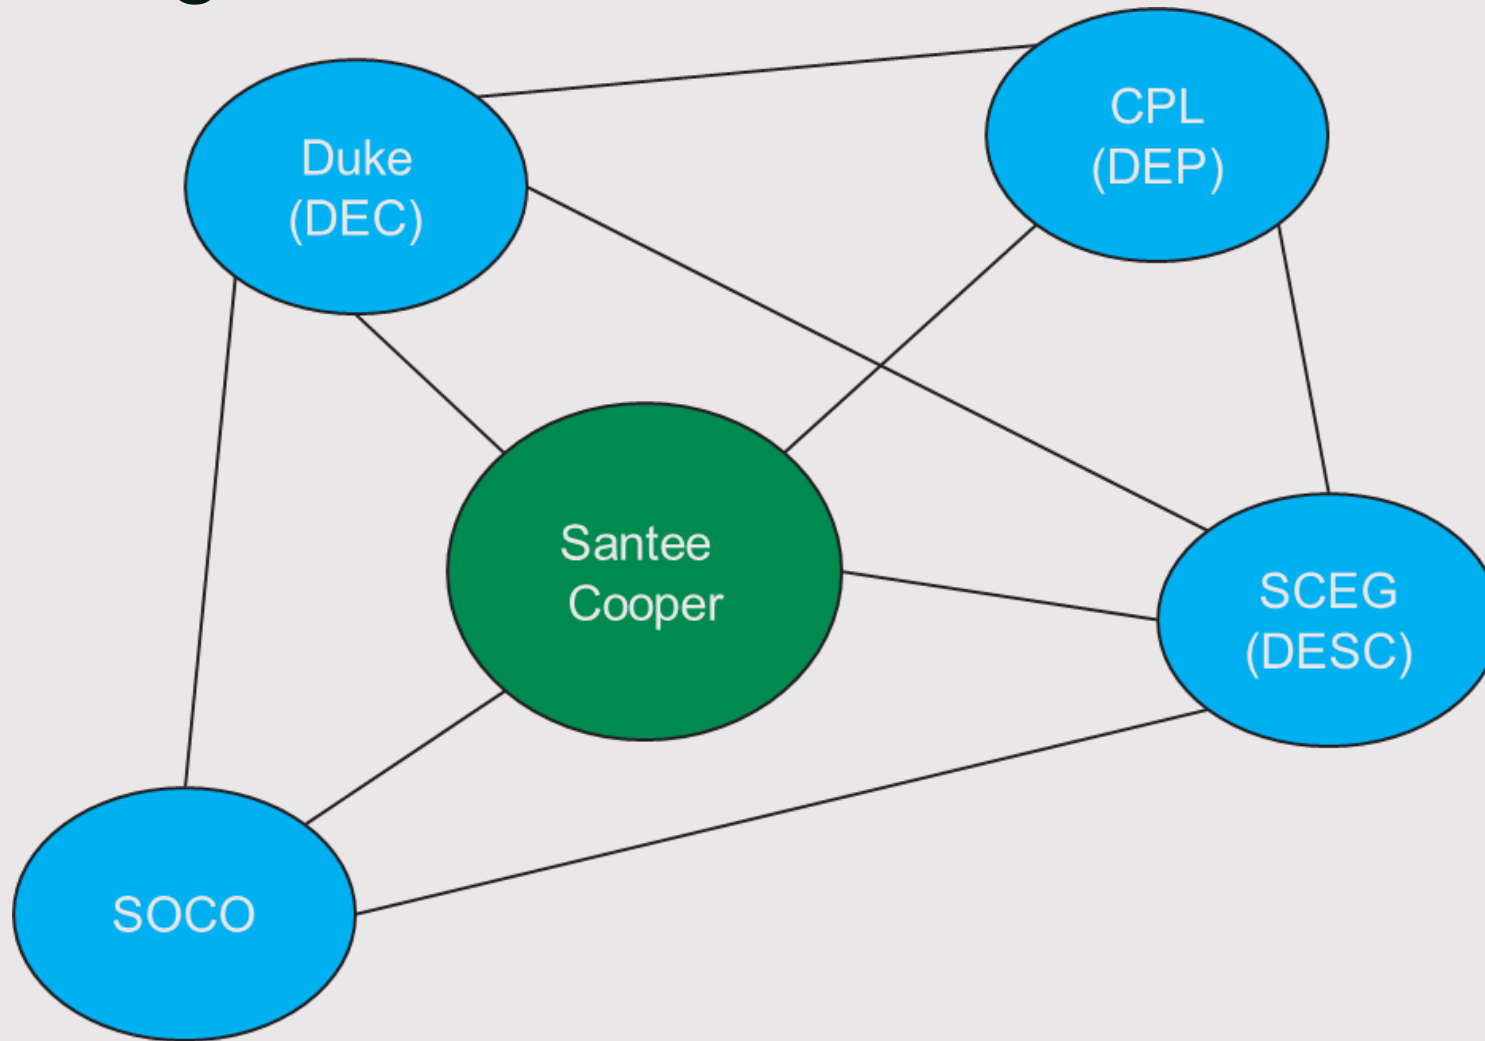 Duke
(DEC)
CPL
(DEP)
Santee
Cooper
SCEG
(DESC)
SOCO